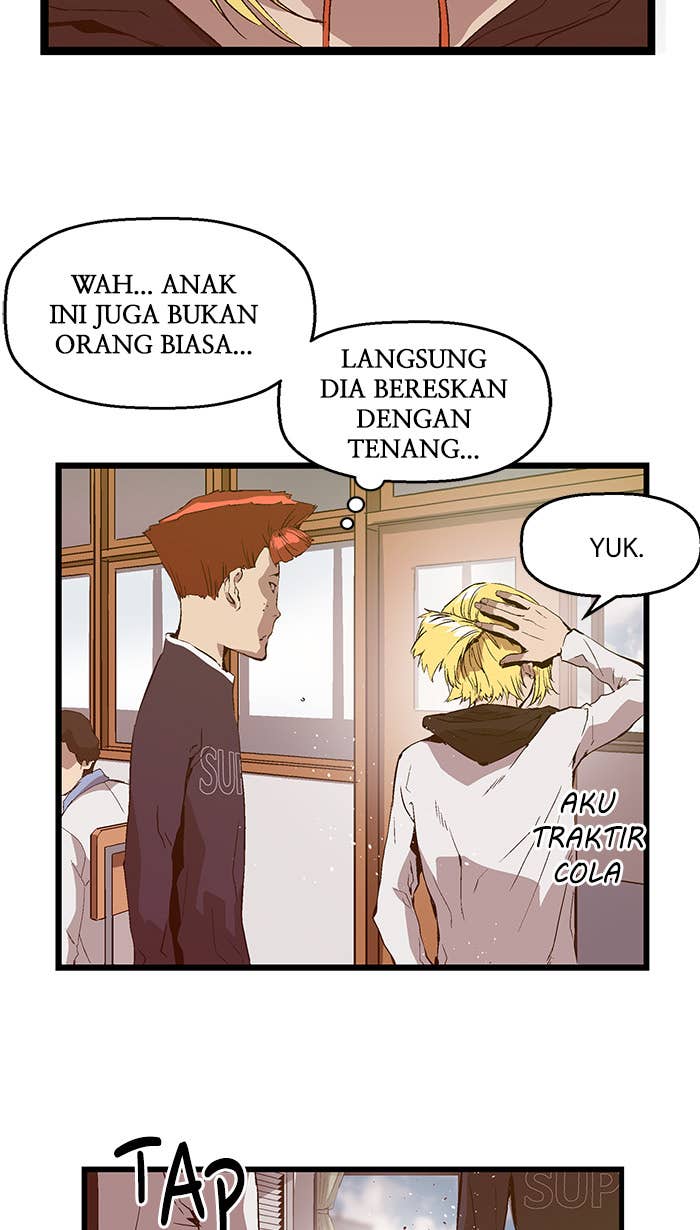 WAH... ANAK
INI JUGA BUKAN
ORANG BIASA...
LANGSUNG
DIA BERESKAN
DENGAN
TENANG...
YUK.
SUP
AKU
TRAKTIR
COLA
TAP
SUP